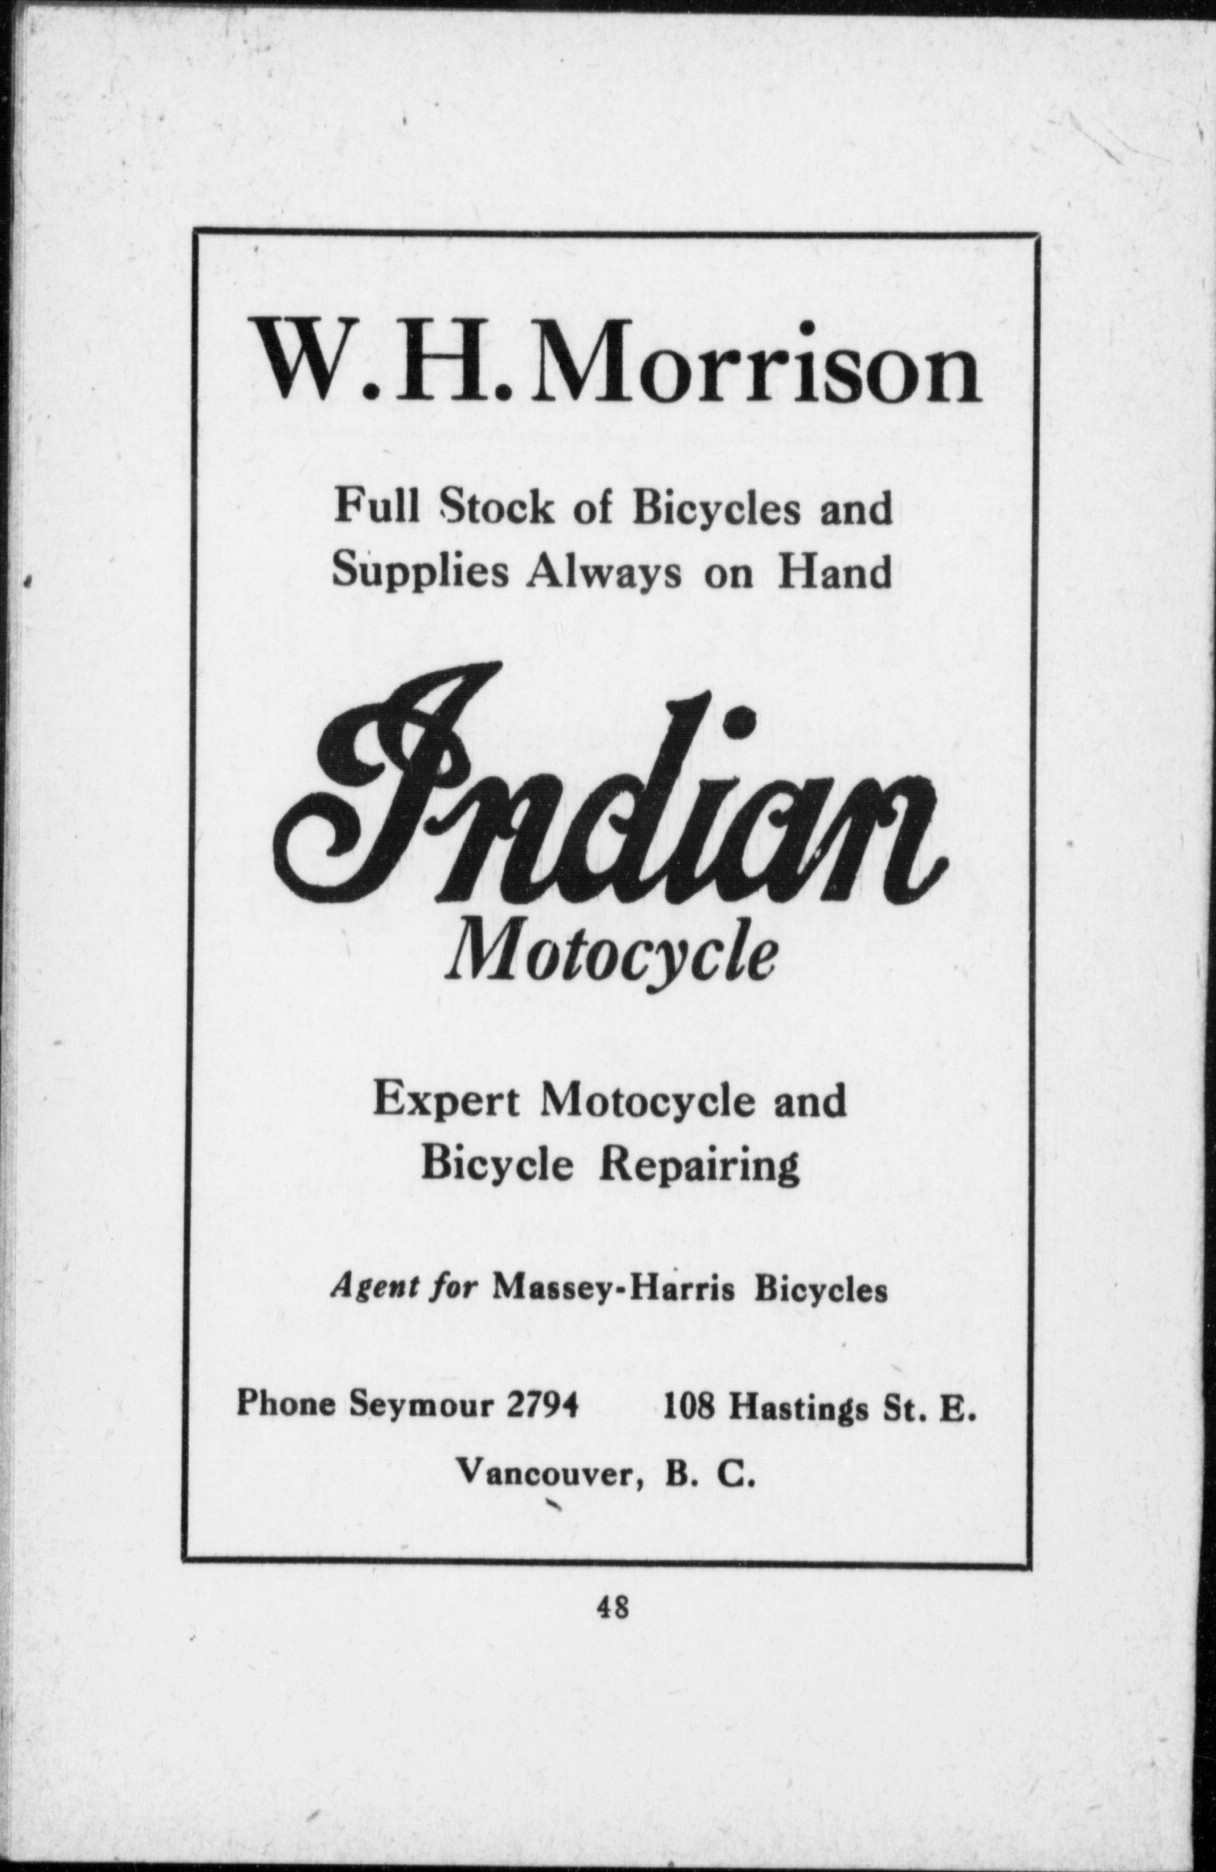 W. H. Morrison
Full Stock of Bicycles and
Supplies Always on Hand
Indian
Motocycle
Expert Motocycle and
Bicycle Repairing
Agent for Massey-Harris Bicycles
Phone Seymour 2794 108 Hastings St. E.
Vancouver, B. C.
48